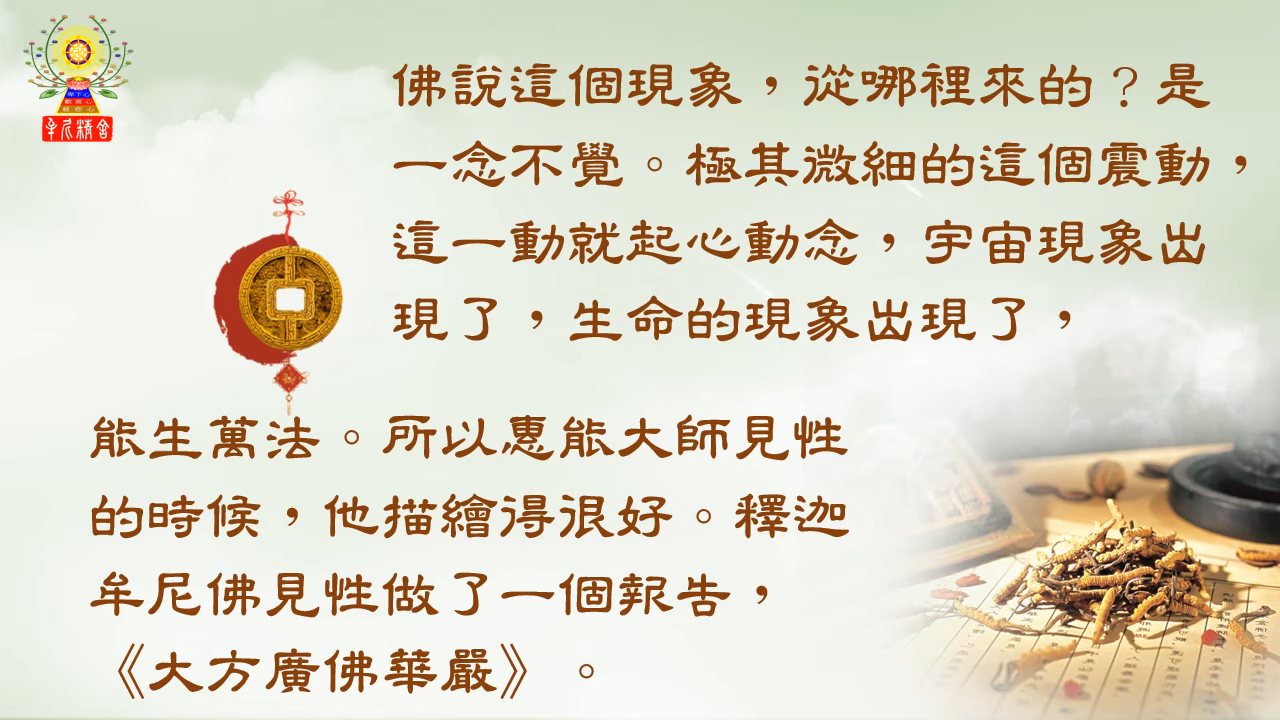 佛說這個現象，從哪裡來的？是
一念不覺。極其微細的這個震動，
這一動就起心動念，宇宙現象出
現了，生命的現象出現了，
能生萬法。所以惠能大師見性
的時候，他描繪得很好。釋迦
牟尼佛見性做了一個報告，
《大方廣佛華嚴》。